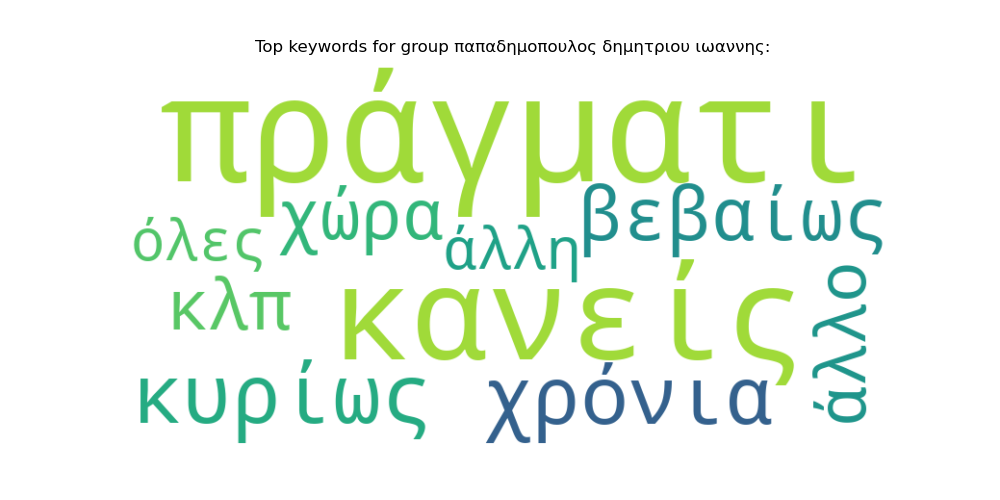 Top keywords for group παπαδημοπουλος δημητριου ιωαννης:
πράγματι
χώρα
βεβαίως
όλες
άλλη
κλπ
κανείς
άλλο
κυρίως
χρόνια